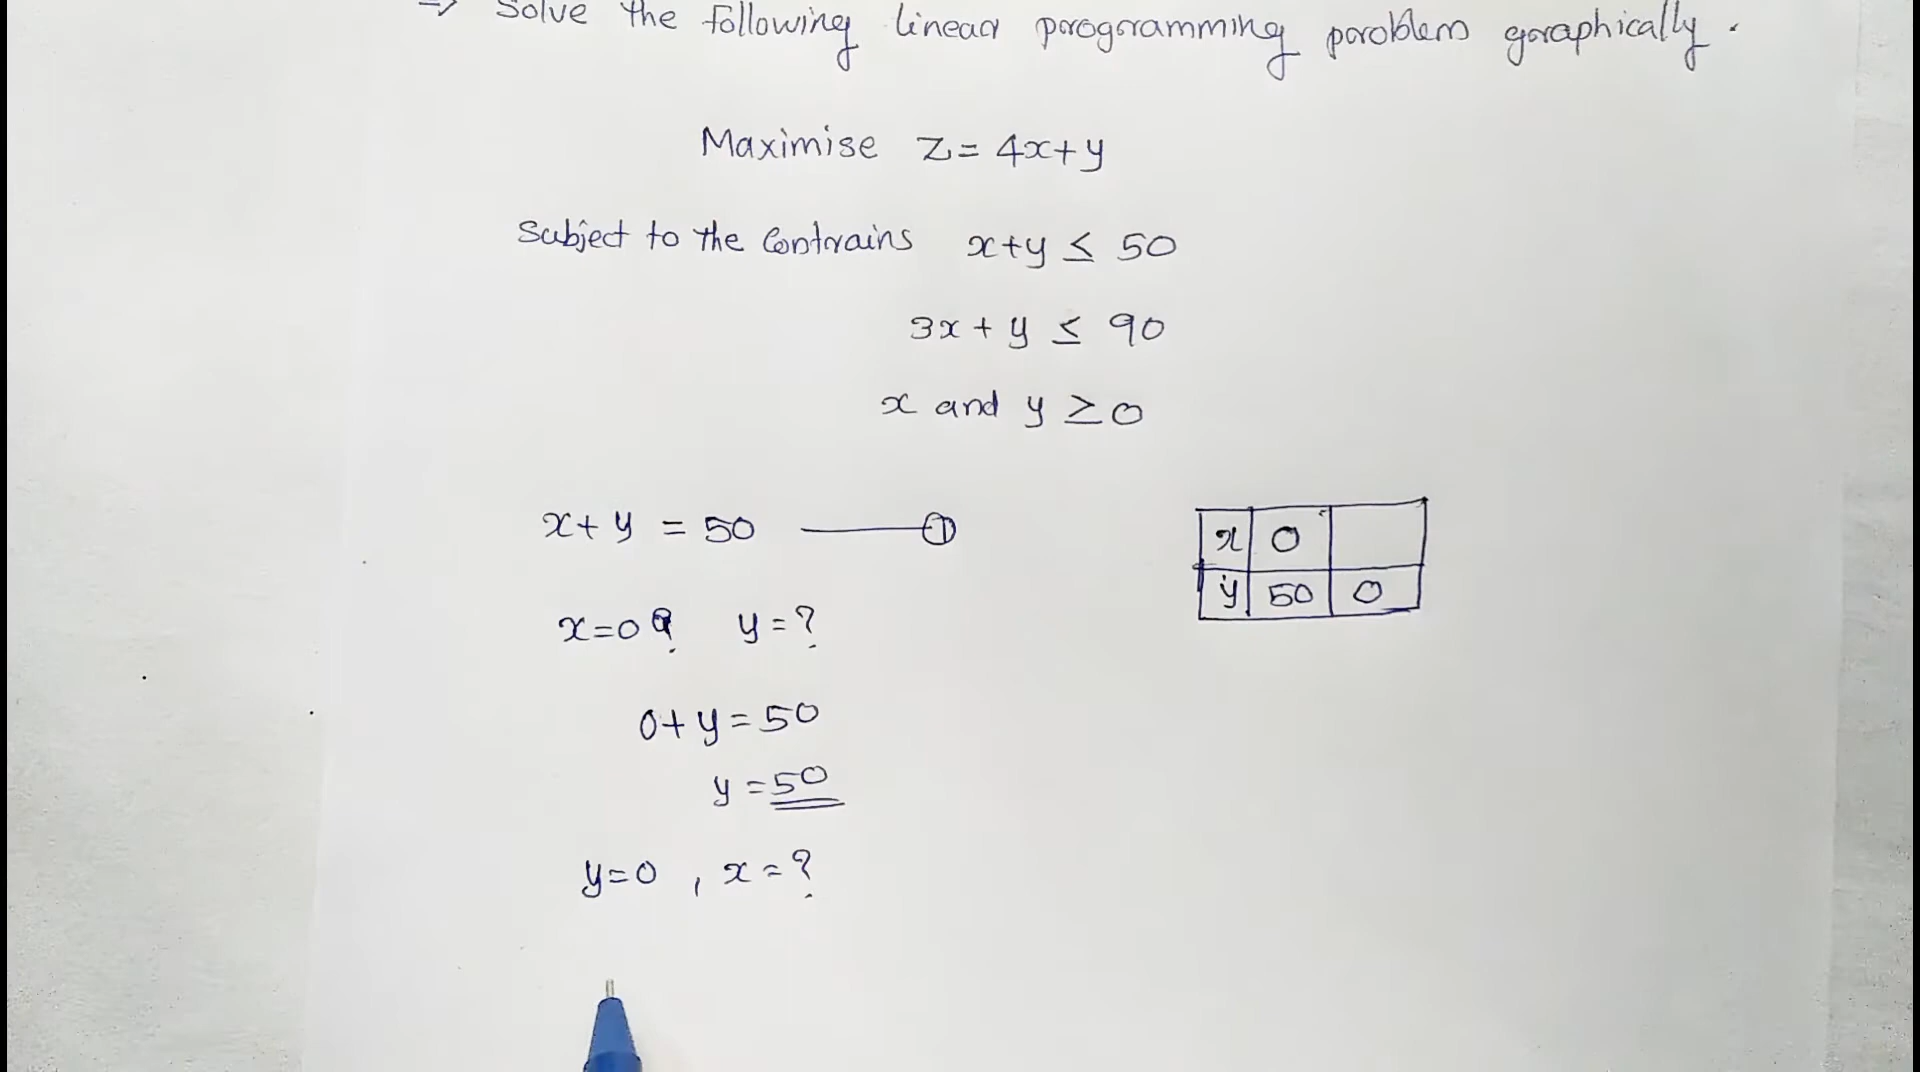 ⇒ Solve the following linear programming problem graphically.
Maximise Z = 4x+y
Subject to the Contrains x+y ≤ 50
3x + y ≤ 90
x and y ≥ 0
x + y = 50 ——— ①
x 0
y 50 0
x=0 y = ?
0+y = 50
y = 50
y=0 , x = ?